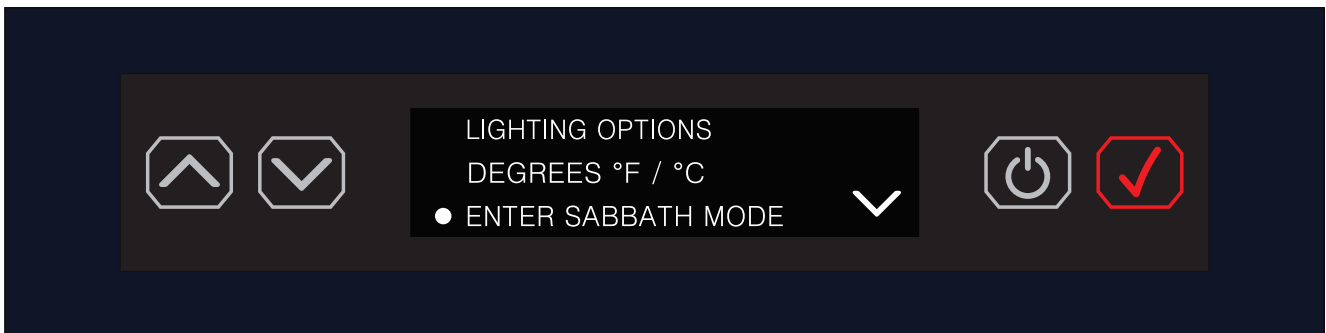 LIGHTING OPTIONS
DEGREES °F / °C
ENTER SABBATH MODE